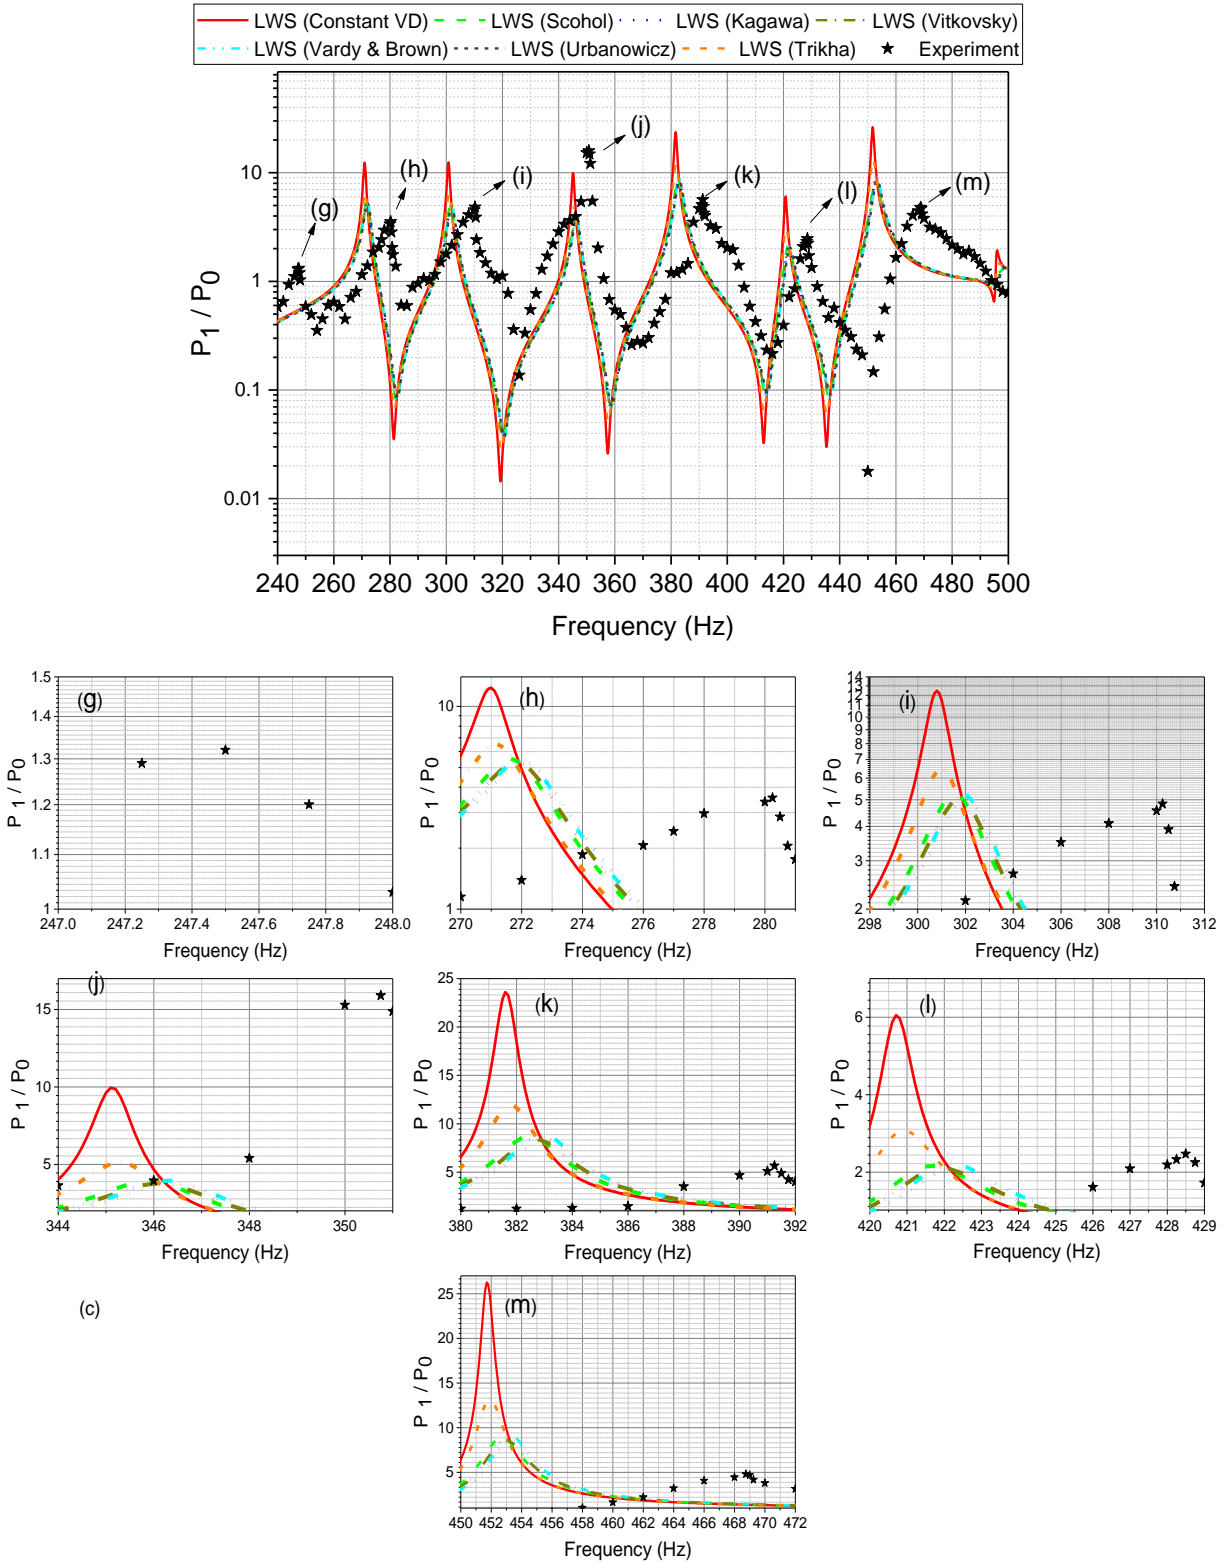 LWS (Constant VD) LWS (Scohol) LWS (Kagawa) LWS (Vitkovsky)
LWS (Vardy & Brown) LWS (Urbanowicz) LWS (Trikha) Experiment
P1 / P0
10
1
0.1
0.01
(g) (h) (i) (j) (k) (l) (m)
240 260 280 300 320 340 360 380 400 420 440 460 480 500
Frequency (Hz)
(g)
P 1 / P0
1.5
1.4
1.3
1.2
1.1
1
247.0 247.2 247.4 247.6 247.8 248.0
Frequency (Hz)
(h)
P 1 / P0
10
1
270 272 274 276 278 280
Frequency (Hz)
(i)
P 1 / P0
14
13
12
11
10
9
8
7
6
5
4
3
2
298 300 302 304 306 308 310 312
Frequency (Hz)
(j)
P 1 / P0
15
10
5
344 346 348 350
Frequency (Hz)
(k)
P 1 / P0
25
20
15
10
5
380 382 384 386 388 390 392
Frequency (Hz)
(l)
P 1 / P0
6
4
2
420 421 422 423 424 425 426 427 428 429
Frequency (Hz)
(c)
(m)
P 1 / P0
25
20
15
10
5
450 452 454 456 458 460 462 464 466 468 470 472
Frequency (Hz)